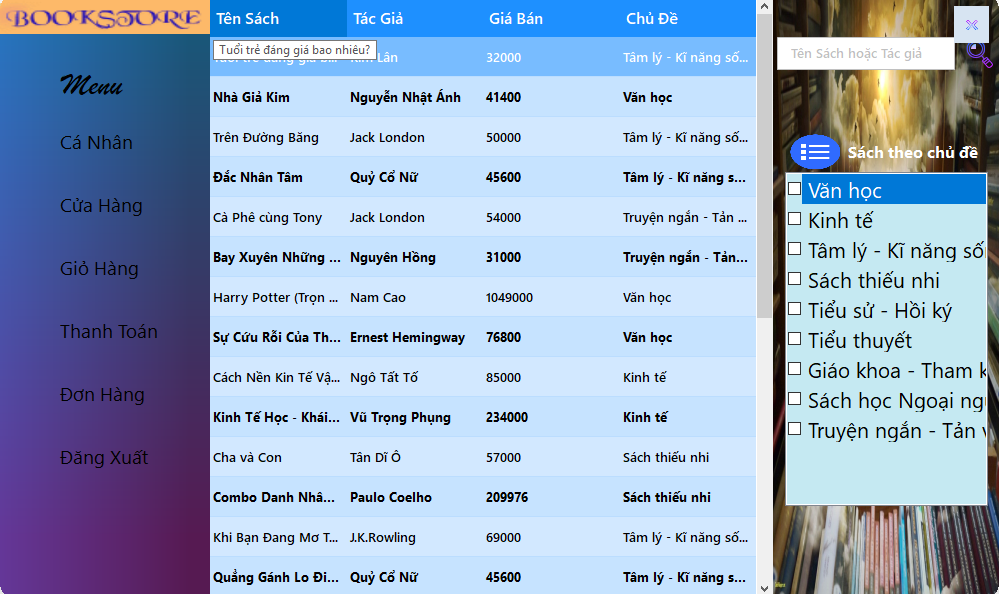 BOOKSTORE
Menu
Cá Nhân
Cửa Hàng
Giỏ Hàng
Thanh Toán
Đơn Hàng
Đăng Xuất
Tên Sách Tác Giả Giá Bán Chủ Đề
Tuổi trẻ đáng giá bao nhiêu?
Lân 32000 Tâm lý - Kĩ năng số...
Nhà Giả Kim Nguyễn Nhật Ánh 41400 Văn học
Trên Đường Băng Jack London 50000 Tâm lý - Kĩ năng số...
Đắc Nhân Tâm Quỷ Cổ Nữ 45600 Tâm lý - Kĩ năng s...
Cà Phê cùng Tony Jack London 54000 Truyện ngắn - Tản ...
Bay Xuyên Những ... Nguyên Hồng 31000 Truyện ngắn - Tản...
Harry Potter (Trọn ... Nam Cao 1049000 Văn học
Sự Cứu Rỗi Của Th... Ernest Hemingway 76800 Văn học
Cách Nền Kin Tế Vậ... Ngô Tất Tố 85000 Kinh tế
Kinh Tế Học - Khái... Vũ Trọng Phụng 234000 Kinh tế
Cha và Con Tân Dĩ Ô 57000 Sách thiếu nhi
Combo Danh Nhâ... Paulo Coelho 209976 Sách thiếu nhi
Khi Bạn Đang Mơ T... J.K.Rowling 69000 Tâm lý - Kĩ năng số...
Quẳng Gánh Lo Đi... Quỷ Cổ Nữ 45600 Tâm lý - Kĩ năng s...
Tên Sách hoặc Tác giả
Sách theo chủ đề
Văn học
Kinh tế
Tâm lý - Kĩ năng số
Sách thiếu nhi
Tiểu sử - Hồi ký
Tiểu thuyết
Giáo khoa - Tham k
Sách học Ngoại ng
Truyện ngắn - Tản v